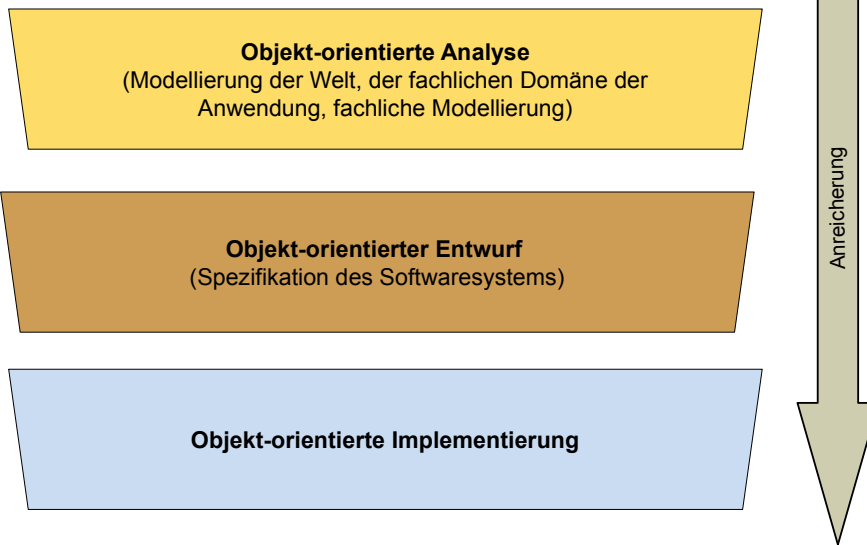 Objekt-orientierte Analyse
(Modellierung der Welt, der fachlichen Domäne der
Anwendung, fachliche Modellierung)
Anreicherung
Objekt-orientierter Entwurf
(Spezifikation des Softwaresystems)
Objekt-orientierte Implementierung